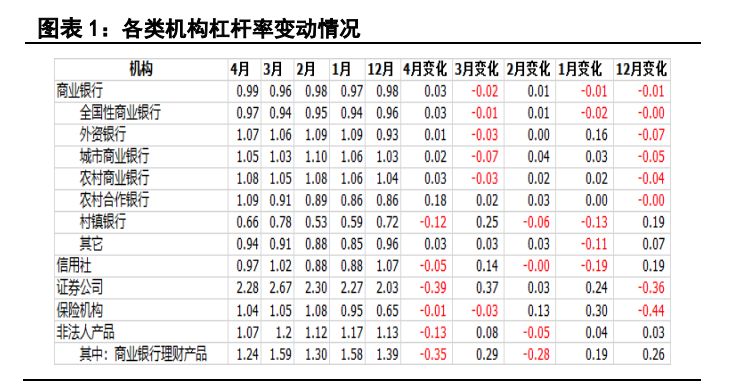 图表 1：各类机构杠杆率变动情况
机构 4月 3月 2月 1月 12月 4月变化 3月变化 2月变化 1月变化 12月变化
商业银行 0.99 0.96 0.98 0.97 0.98 0.03 -0.02 0.01 -0.01 -0.01
全国性商业银行 0.97 0.94 0.95 0.94 0.96 0.03 -0.01 0.01 -0.02 -0.00
外资银行 1.07 1.06 1.09 1.09 0.93 0.01 -0.03 0.00 0.16 -0.07
城市商业银行 1.05 1.03 1.10 1.06 1.03 0.02 -0.07 0.04 0.03 -0.05
农村商业银行 1.08 1.05 1.08 1.06 1.04 0.03 -0.03 0.02 0.02 -0.04
农村合作银行 1.09 0.91 0.89 0.86 0.86 0.18 0.02 0.03 0.00 -0.00
村镇银行 0.66 0.78 0.53 0.59 0.72 -0.12 0.25 -0.06 -0.13 0.19
其它 0.94 0.91 0.88 0.85 0.96 0.03 0.03 0.03 -0.11 0.07
信用社 0.97 1.02 0.88 0.88 1.07 -0.05 0.14 -0.00 -0.19 0.19
证券公司 2.28 2.67 2.30 2.27 2.03 -0.39 0.37 0.03 0.24 -0.36
保险机构 1.04 1.05 1.08 0.95 0.65 -0.01 -0.03 0.13 0.30 -0.44
非法人产品 1.07 1.2 1.12 1.17 1.13 -0.13 0.08 -0.05 0.04 0.03
其中：商业银行理财产品 1.24 1.59 1.30 1.58 1.39 -0.35 0.29 -0.28 0.19 0.26